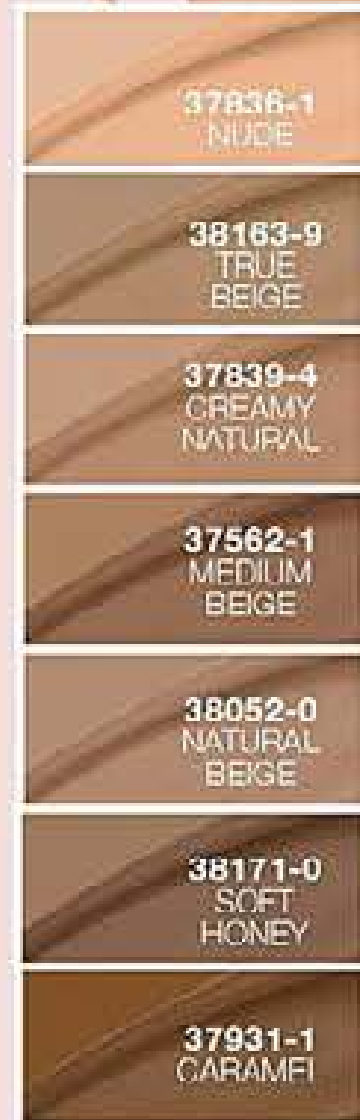 37836-1
NUDE
38163-9
TRUE
BEIGE
37839-4
CREAMY
NATURAL
37562-1
MEDIUM
BEIGE
38052-0
NATURAL
BEIGE
38171-0
SOFT
HONEY
37931-1
CARAMEL